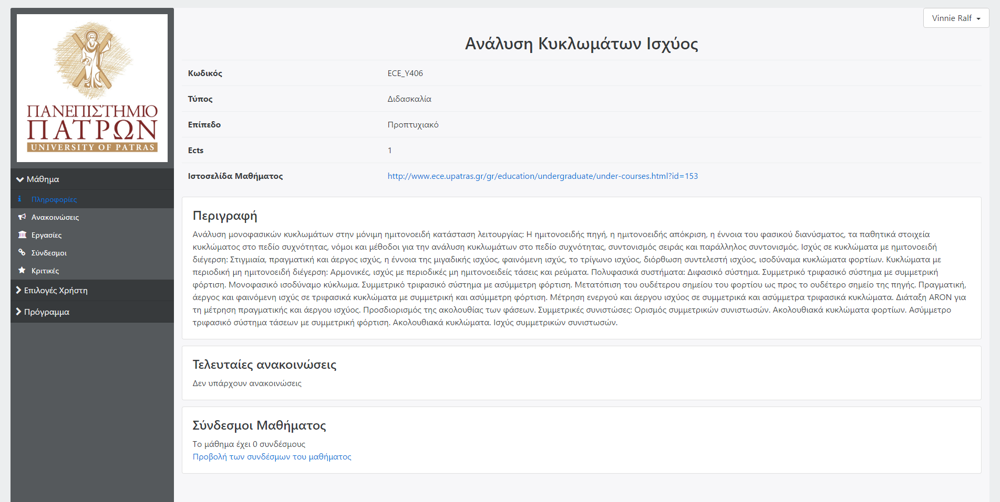 ΠΑΝΕΠΙΣΤΗΜΙΟ
ΠΑΤΡΩΝ
UNIVERSITY OF PATRAS
Μάθημα
Πληροφορίες
Ανακοινώσεις
Εργασίες
Σύνδεσμοι
Κριτικές
Επιλογές Χρήστη
Πρόγραμμα
Vinnie Ralf
Ανάλυση Κυκλωμάτων Ισχύος
Κωδικός ECE_Y406
Τύπος Διδασκαλία
Επίπεδο Προπτυχιακό
Ects 1
Ιστοσελίδα Μαθήματος http://www.ece.upatras.gr/gr/education/undergraduate/under-courses.html?id=153
Περιγραφή
Ανάλυση μονοφασικών κυκλωμάτων στην μόνιμη ημιτονοειδή κατάσταση λειτουργίας: Η ημιτονοειδής πηγή, η ημιτονοειδής απόκριση, η έννοια του φασικού διανύσματος, τα παθητικά στοιχεία
κυκλώματος στο πεδίο συχνότητας, νόμοι και μέθοδοι για την ανάλυση κυκλωμάτων στο πεδίο συχνότητας, συντονισμός σειράς και παράλληλος συντονισμός. Ισχύς σε κυκλώματα με ημιτονοειδή
διέγερση: Στιγμιαία, πραγματική και άεργος ισχύς, η έννοια της μιγαδικής ισχύος, φαινόμενη ισχύς, το τρίγωνο ισχύος, διόρθωση συντελεστή ισχύος, ισοδύναμα κυκλώματα φορτίων. Κυκλώματα με
περιοδική μη ημιτονοειδή διέγερση: Αρμονικές, ισχύς με περιοδικές μη ημιτονοειδείς τάσεις και ρεύματα. Πολυφασικά συστήματα: Διφασικό σύστημα. Συμμετρικό τριφασικό σύστημα με συμμετρική
φόρτιση. Μονοφασικό ισοδύναμο κύκλωμα. Συμμετρικό τριφασικό σύστημα με ασύμμετρη φόρτιση. Μετατόπιση του ουδέτερου σημείου του φορτίου ως προς το ουδέτερο σημείο της πηγής. Πραγματική,
άεργος και φαινόμενη ισχύς σε τριφασικά κυκλώματα με συμμετρική και ασύμμετρη φόρτιση. Μέτρηση ενεργού και άεργου ισχύος σε συμμετρικά και ασύμμετρα τριφασικά κυκλώματα. Διάταξη ARON για
τη μέτρηση πραγματικής και άεργου ισχύος. Προσδιορισμός της ακολουθίας των φάσεων. Συμμετρικές συνιστώσες: Ορισμός συμμετρικών συνιστωσών. Ακολουθιακά κυκλώματα φορτίων. Ασύμμετρο
τριφασικό σύστημα τάσεων με συμμετρική φόρτιση. Ακολουθιακά κυκλώματα. Ισχύς συμμετρικών συνιστωσών.
Τελευταίες ανακοινώσεις
Δεν υπάρχουν ανακοινώσεις
Σύνδεσμοι Μαθήματος
Το μάθημα έχει 0 συνδέσμους
Προβολή των συνδέσμων του μαθήματος